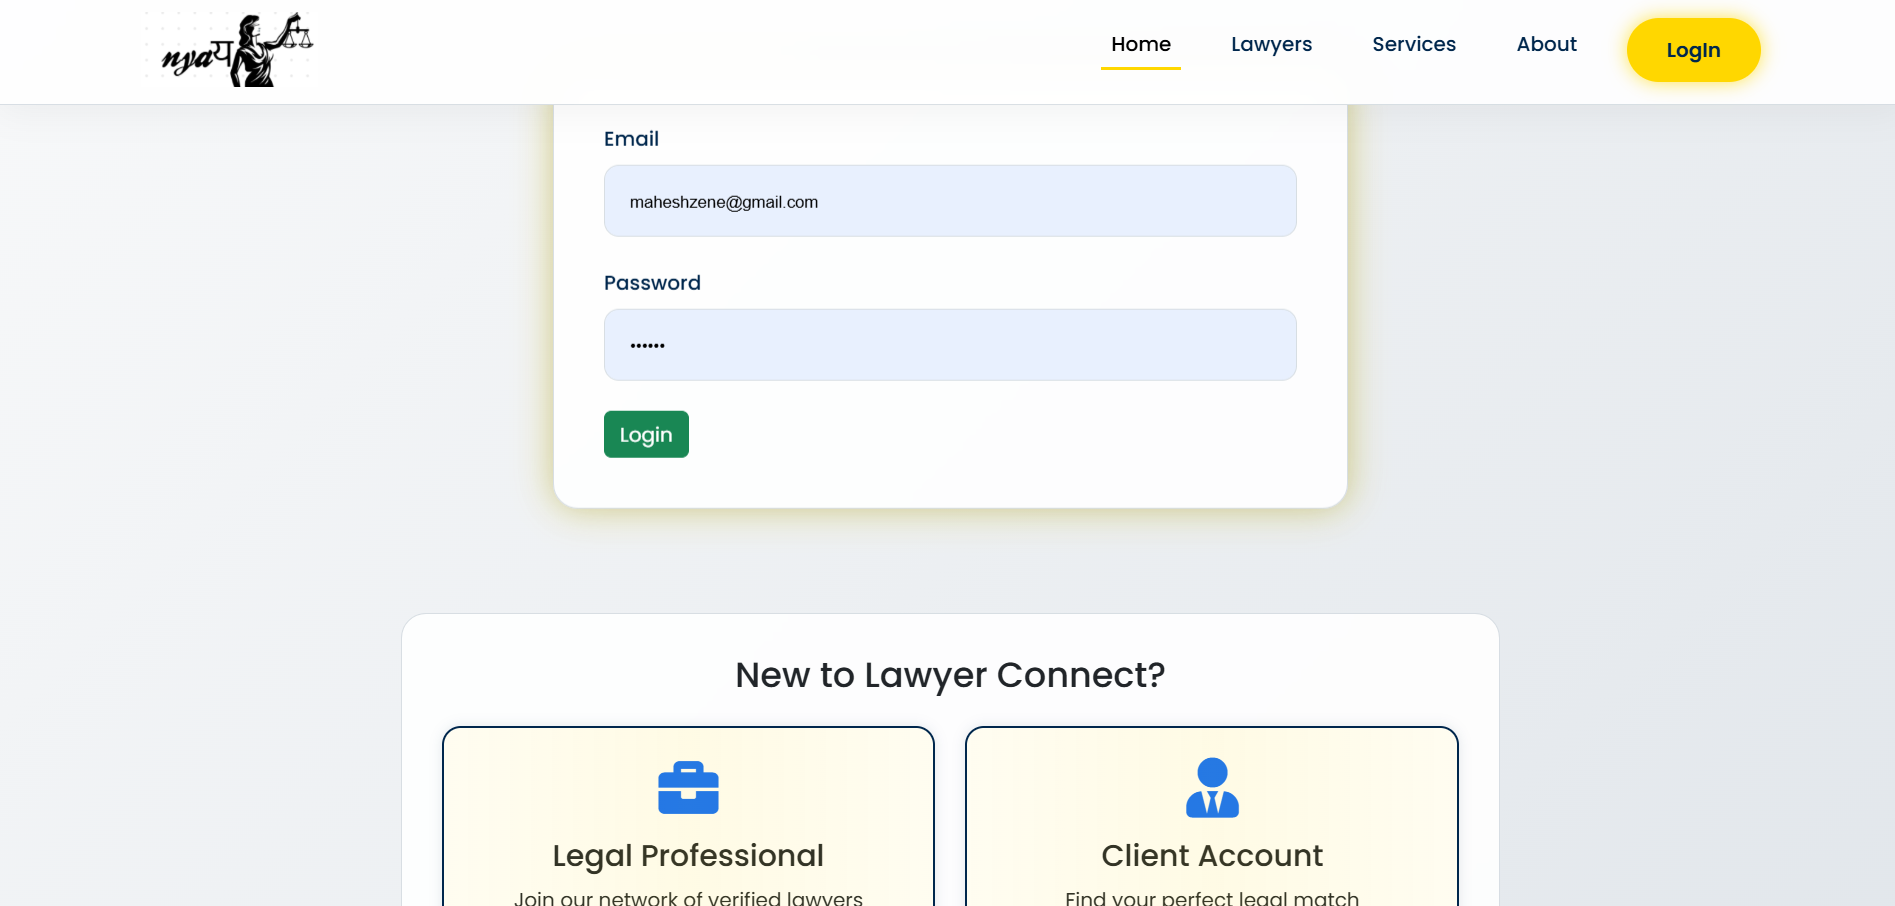 nyaय
Home
Lawyers
Services
About
LogIn
Email
maheshzene@gmail.com
Password
••••••
Login
New to Lawyer Connect?
Legal Professional
Client Account
Join our network of verified lawyers
Find your perfect legal match